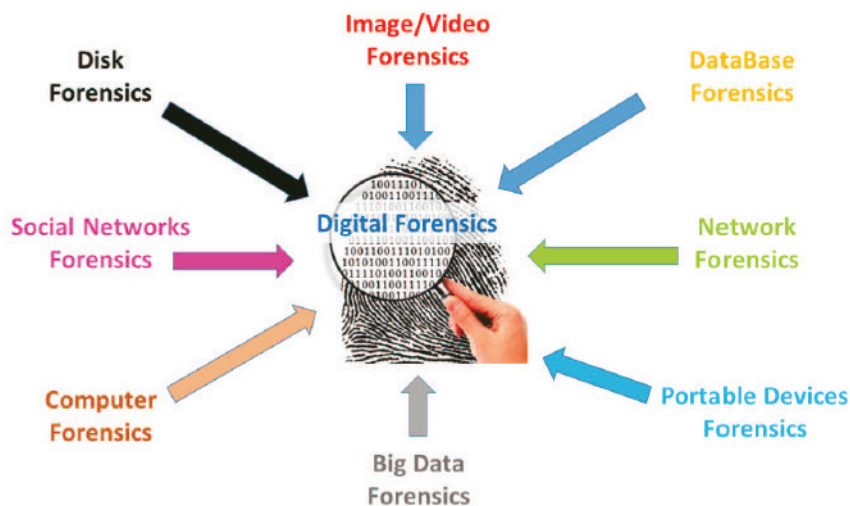 Image/Video
Forensics
Disk
Forensics
DataBase
Forensics
Digital Forensics
Social Networks
Forensics
Network
Forensics
Computer
Forensics
Portable Devices
Forensics
Big Data
Forensics